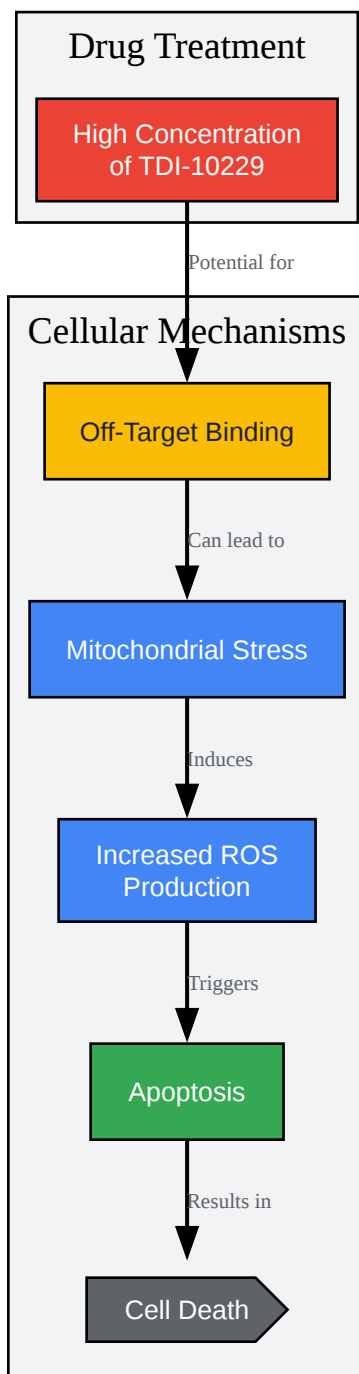 Drug Treatment
High Concentration
of TDI-10229
Potential for
Cellular Mechanisms
Off-Target Binding
Can lead to
Mitochondrial Stress
Induces
Increased ROS
Production
Triggers
Apoptosis
Results in
Cell Death